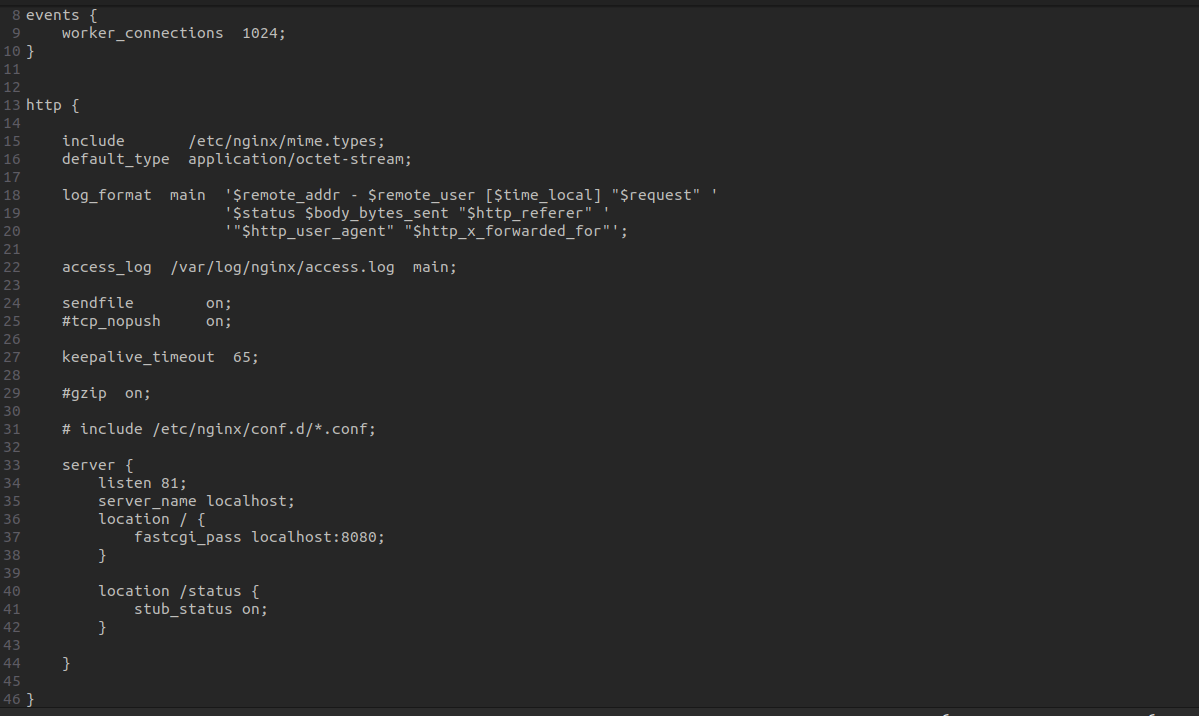 8 events {
9     worker_connections  1024;
10 }
11
12
13 http {
14
15     include       /etc/nginx/mime.types;
16     default_type  application/octet-stream;
17
18     log_format  main  '$remote_addr - $remote_user [$time_local] "$request" '
19                       '$status $body_bytes_sent "$http_referer" '
20                       '"$http_user_agent" "$http_x_forwarded_for"';
21
22     access_log  /var/log/nginx/access.log  main;
23
24     sendfile        on;
25     #tcp_nopush     on;
26
27     keepalive_timeout  65;
28
29     #gzip  on;
30
31     # include /etc/nginx/conf.d/*.conf;
32
33     server {
34         listen 81;
35         server_name localhost;
36         location / {
37             fastcgi_pass localhost:8080;
38         }
39
40         location /status {
41             stub_status on;
42         }
43
44     }
45
46 }